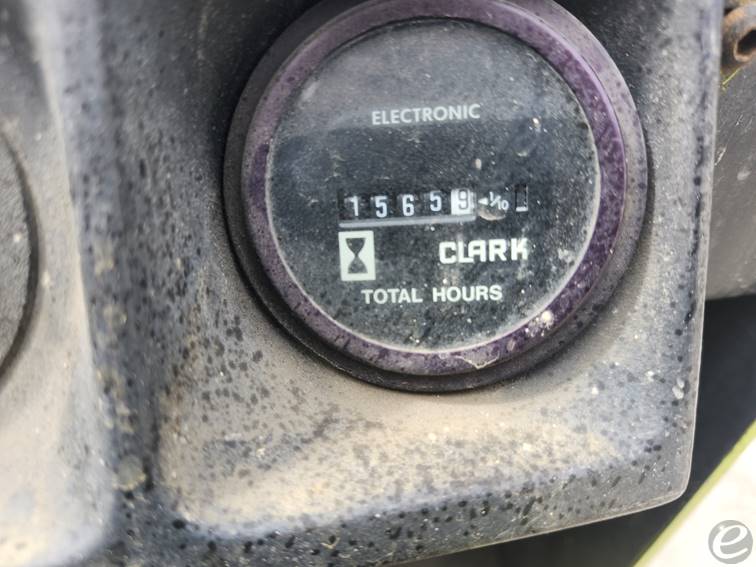 ELECTRONIC
15659 ◄1/10
CLARK
TOTAL HOURS
e